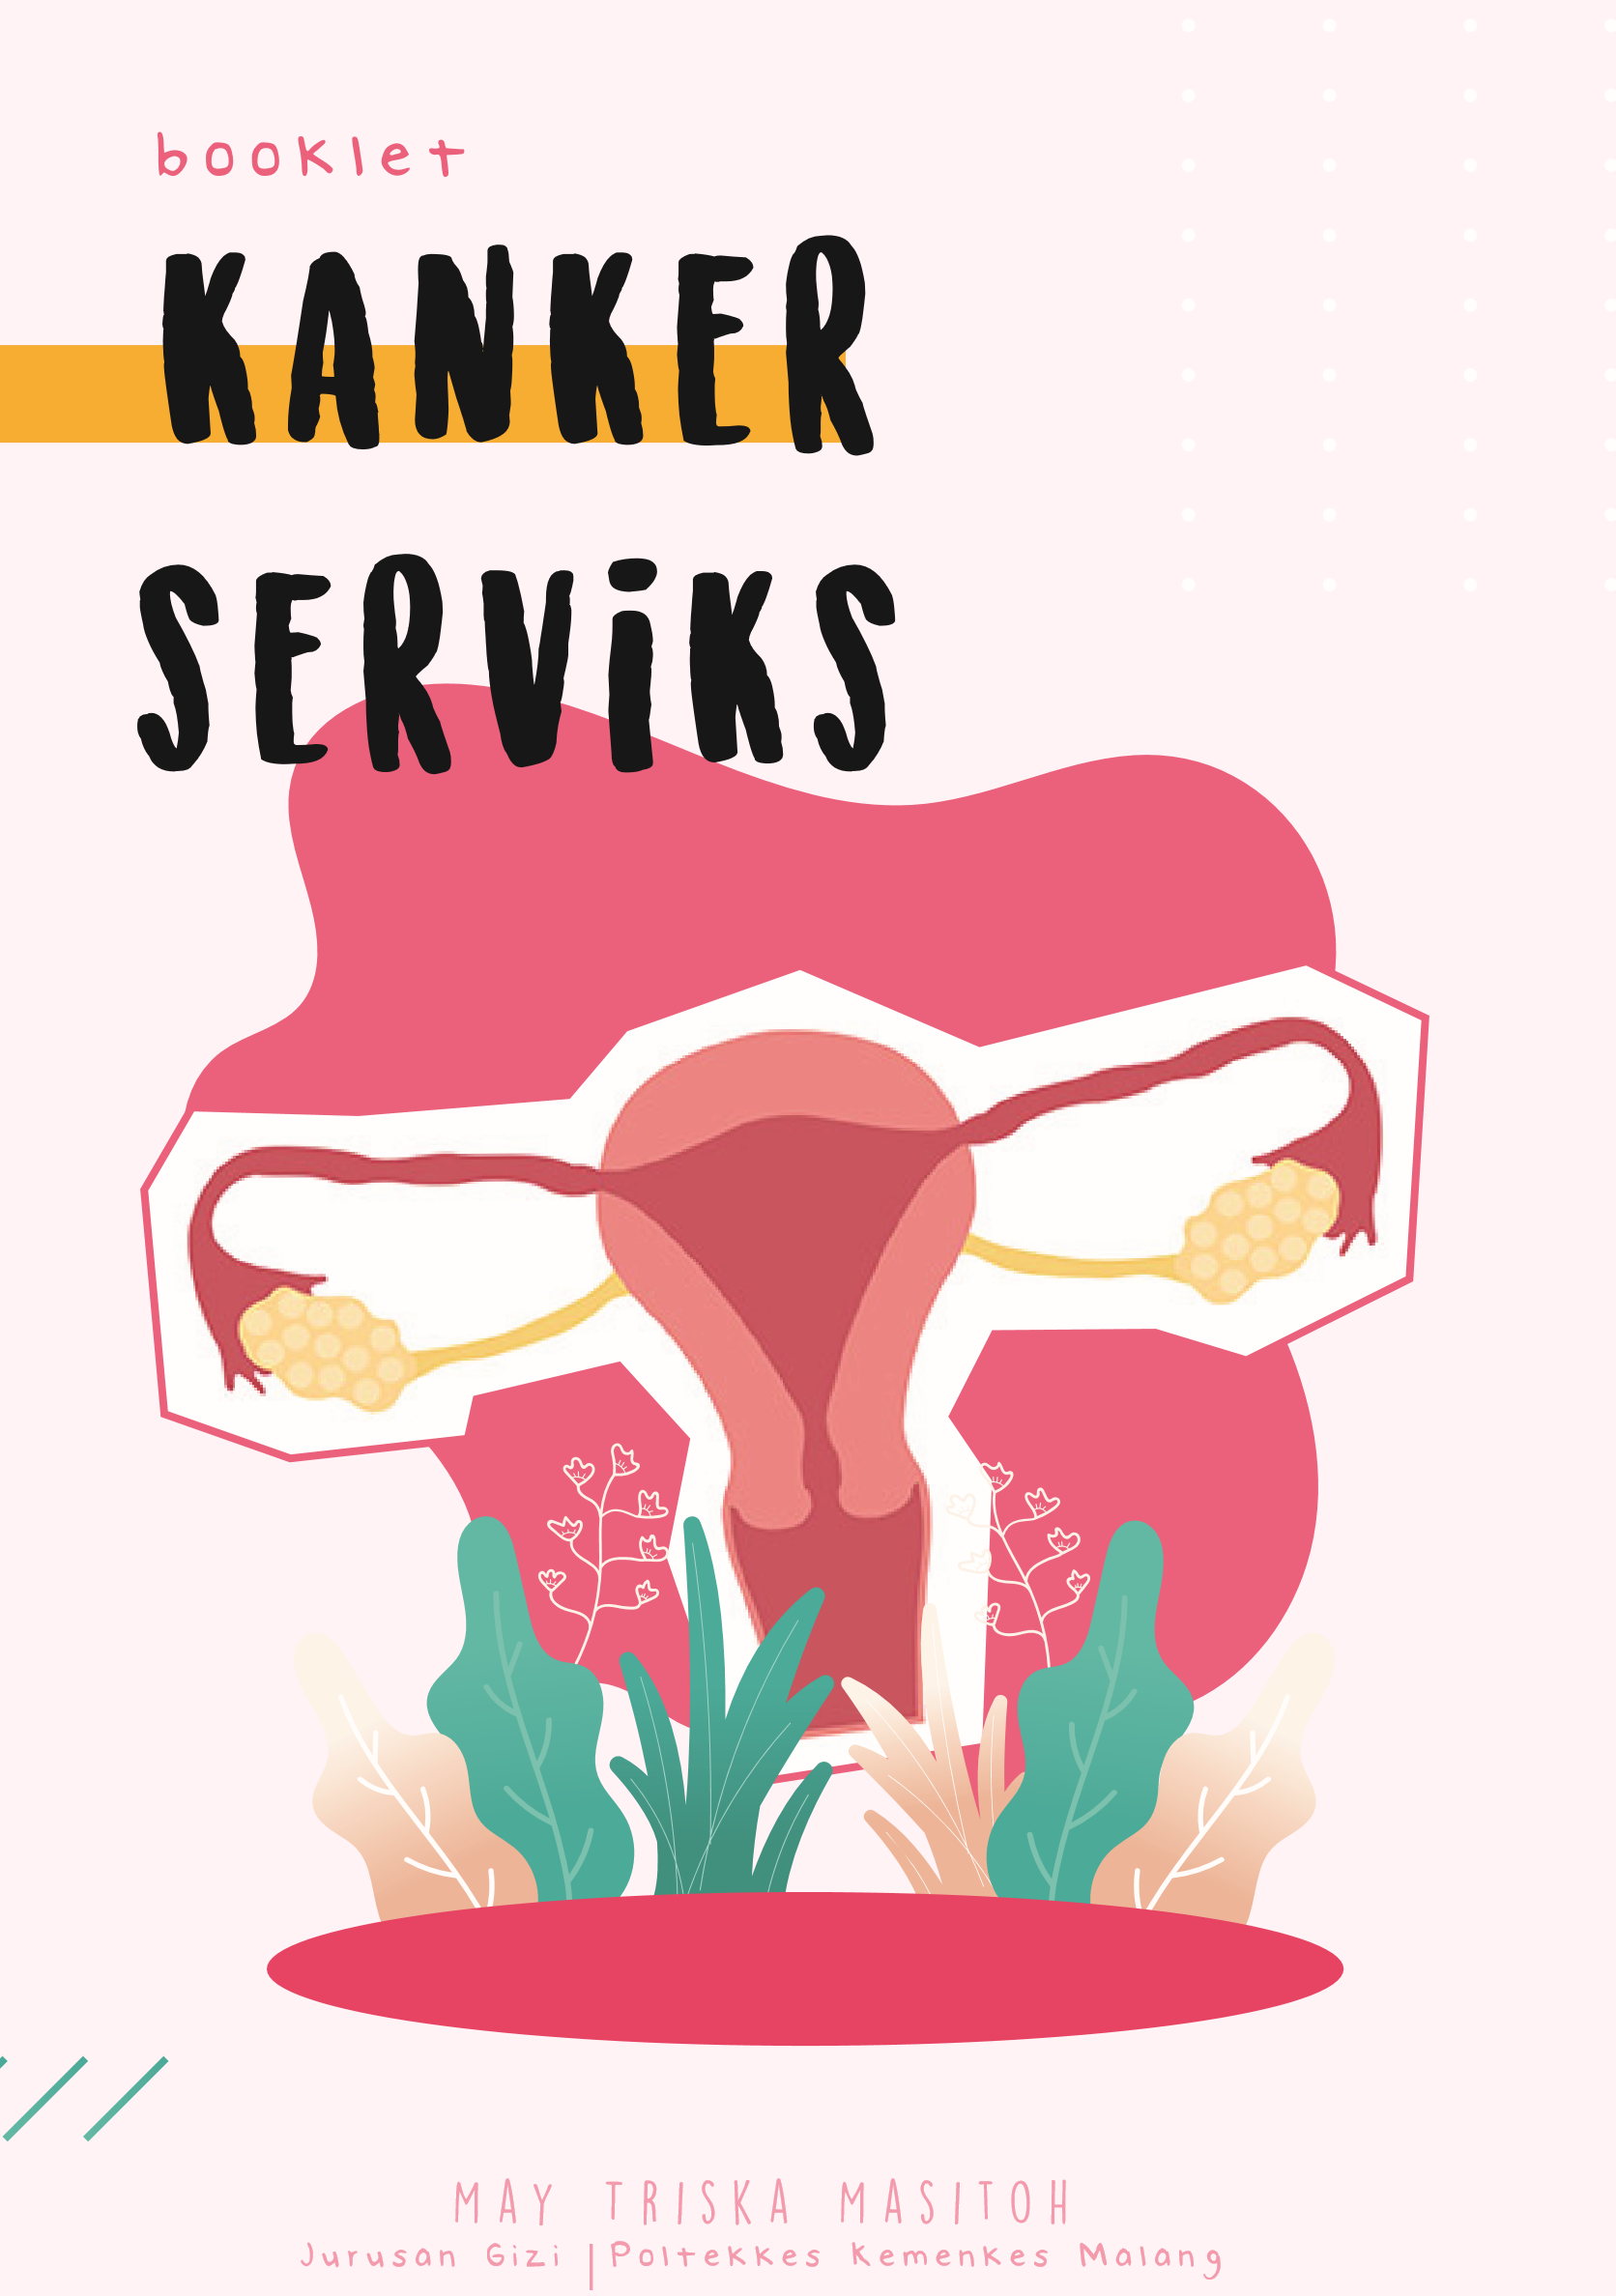 booklet
KANKER
SERViKS
MAY TRISKA MASITOH
Jurusan Gizi | Poltekkes Kemenkes Malang